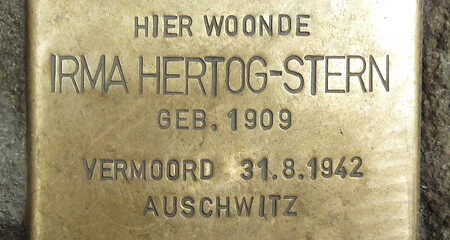 HIER WOONDE
IRMA HERTOG-STERN
GEB. 1909
VERMOORD 31.8.1942
AUSCHWITZ